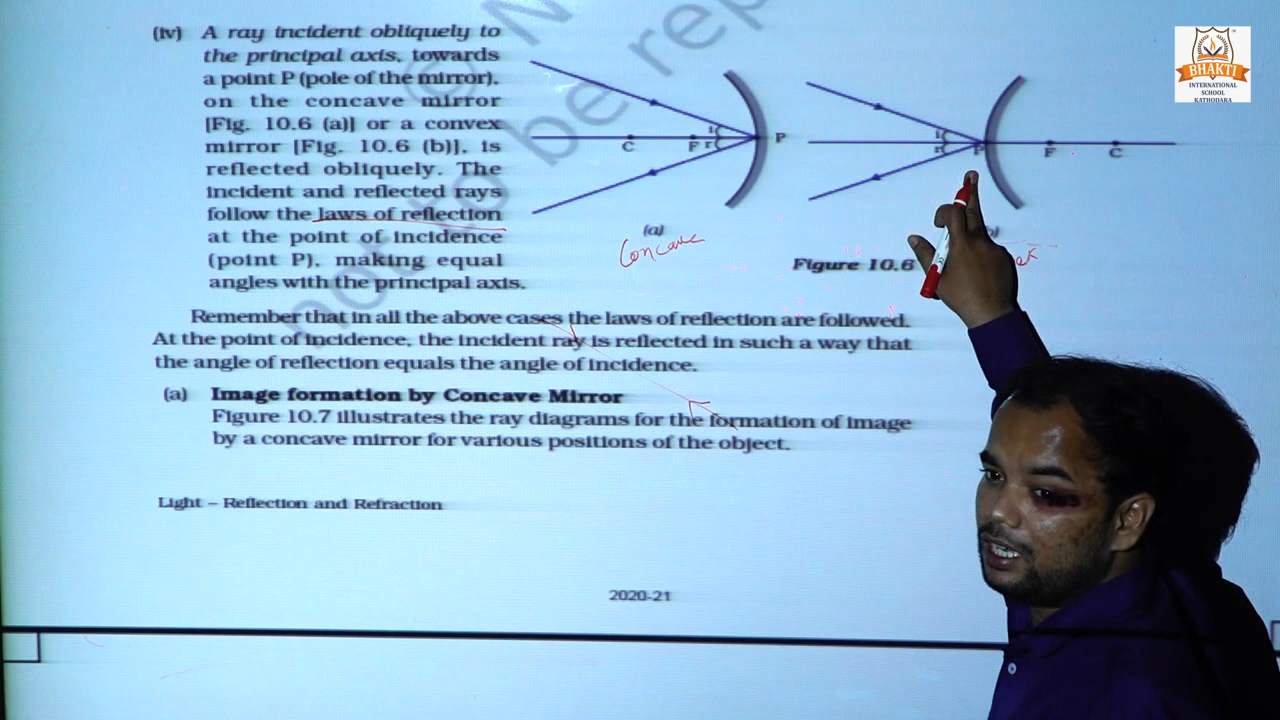 (iv) A ray incident obliquely to
the principal axis, towards
a point P (pole of the mirror),
on the concave mirror
[Fig. 10.6 (a)] or a convex
mirror [Fig. 10.6 (b)], is
reflected obliquely. The
incident and reflected rays
follow the laws of reflection
at the point of incidence
(point P), making equal
angles with the principal axis.
C F i r P
i r P F C
(a)
Concave
Figure 10.6
Remember that in all the above cases the laws of reflection are followed.
At the point of incidence, the incident ray is reflected in such a way that
the angle of reflection equals the angle of incidence.
(a) Image formation by Concave Mirror
Figure 10.7 illustrates the ray diagrams for the formation of image
by a concave mirror for various positions of the object.
Light – Reflection and Refraction
2020-21
© N
not to be rep
BHAKTI
INTERNATIONAL
SCHOOL
KATHODARA